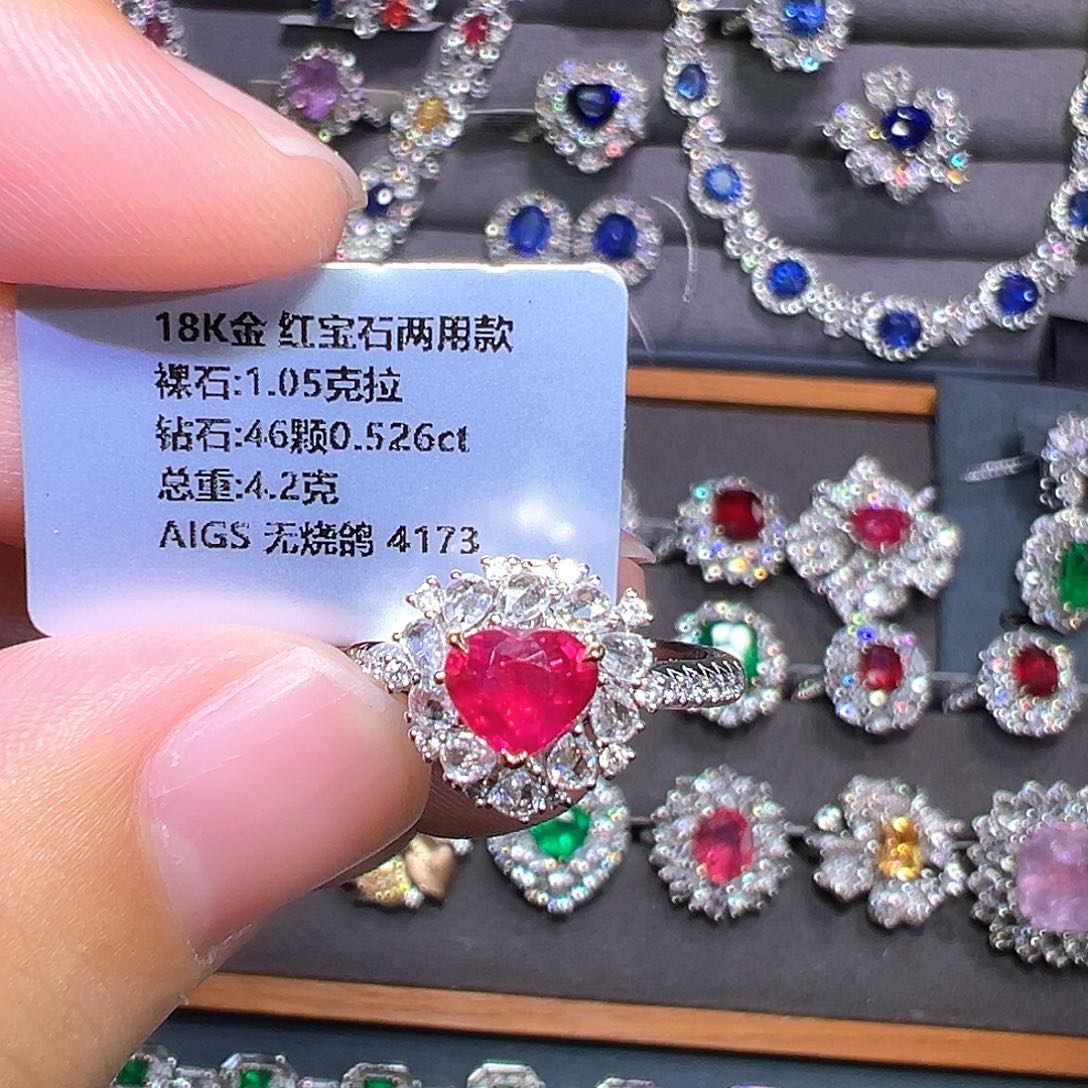 18K金 红宝石两用款
裸石:1.05克拉
钻石:46颗0.526ct
总重:4.2克
AIGS 无烧鸽 4173